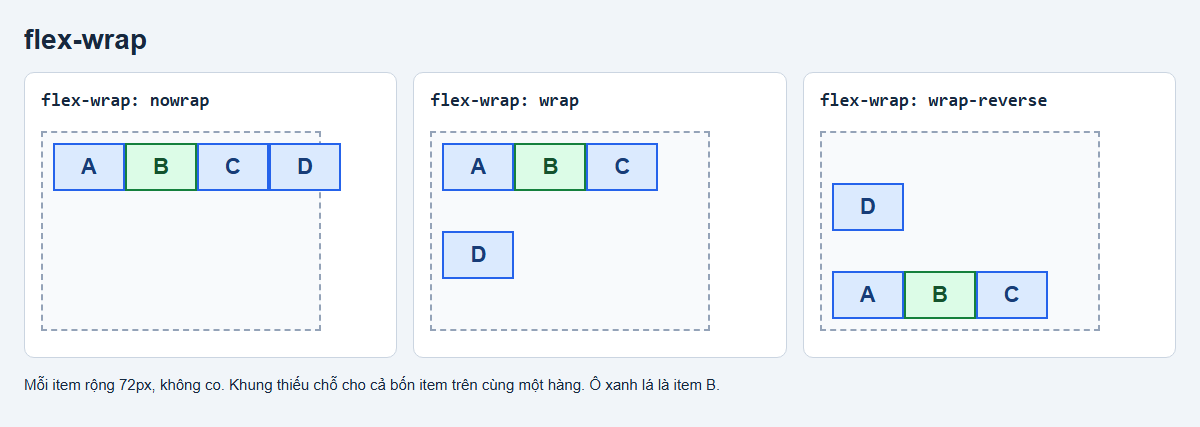 flex-wrap
flex-wrap: nowrap
A B C D
flex-wrap: wrap
A B C
D
flex-wrap: wrap-reverse
D
A B C
Mỗi item rộng 72px, không co. Khung thiếu chỗ cho cả bốn item trên cùng một hàng. Ô xanh lá là item B.